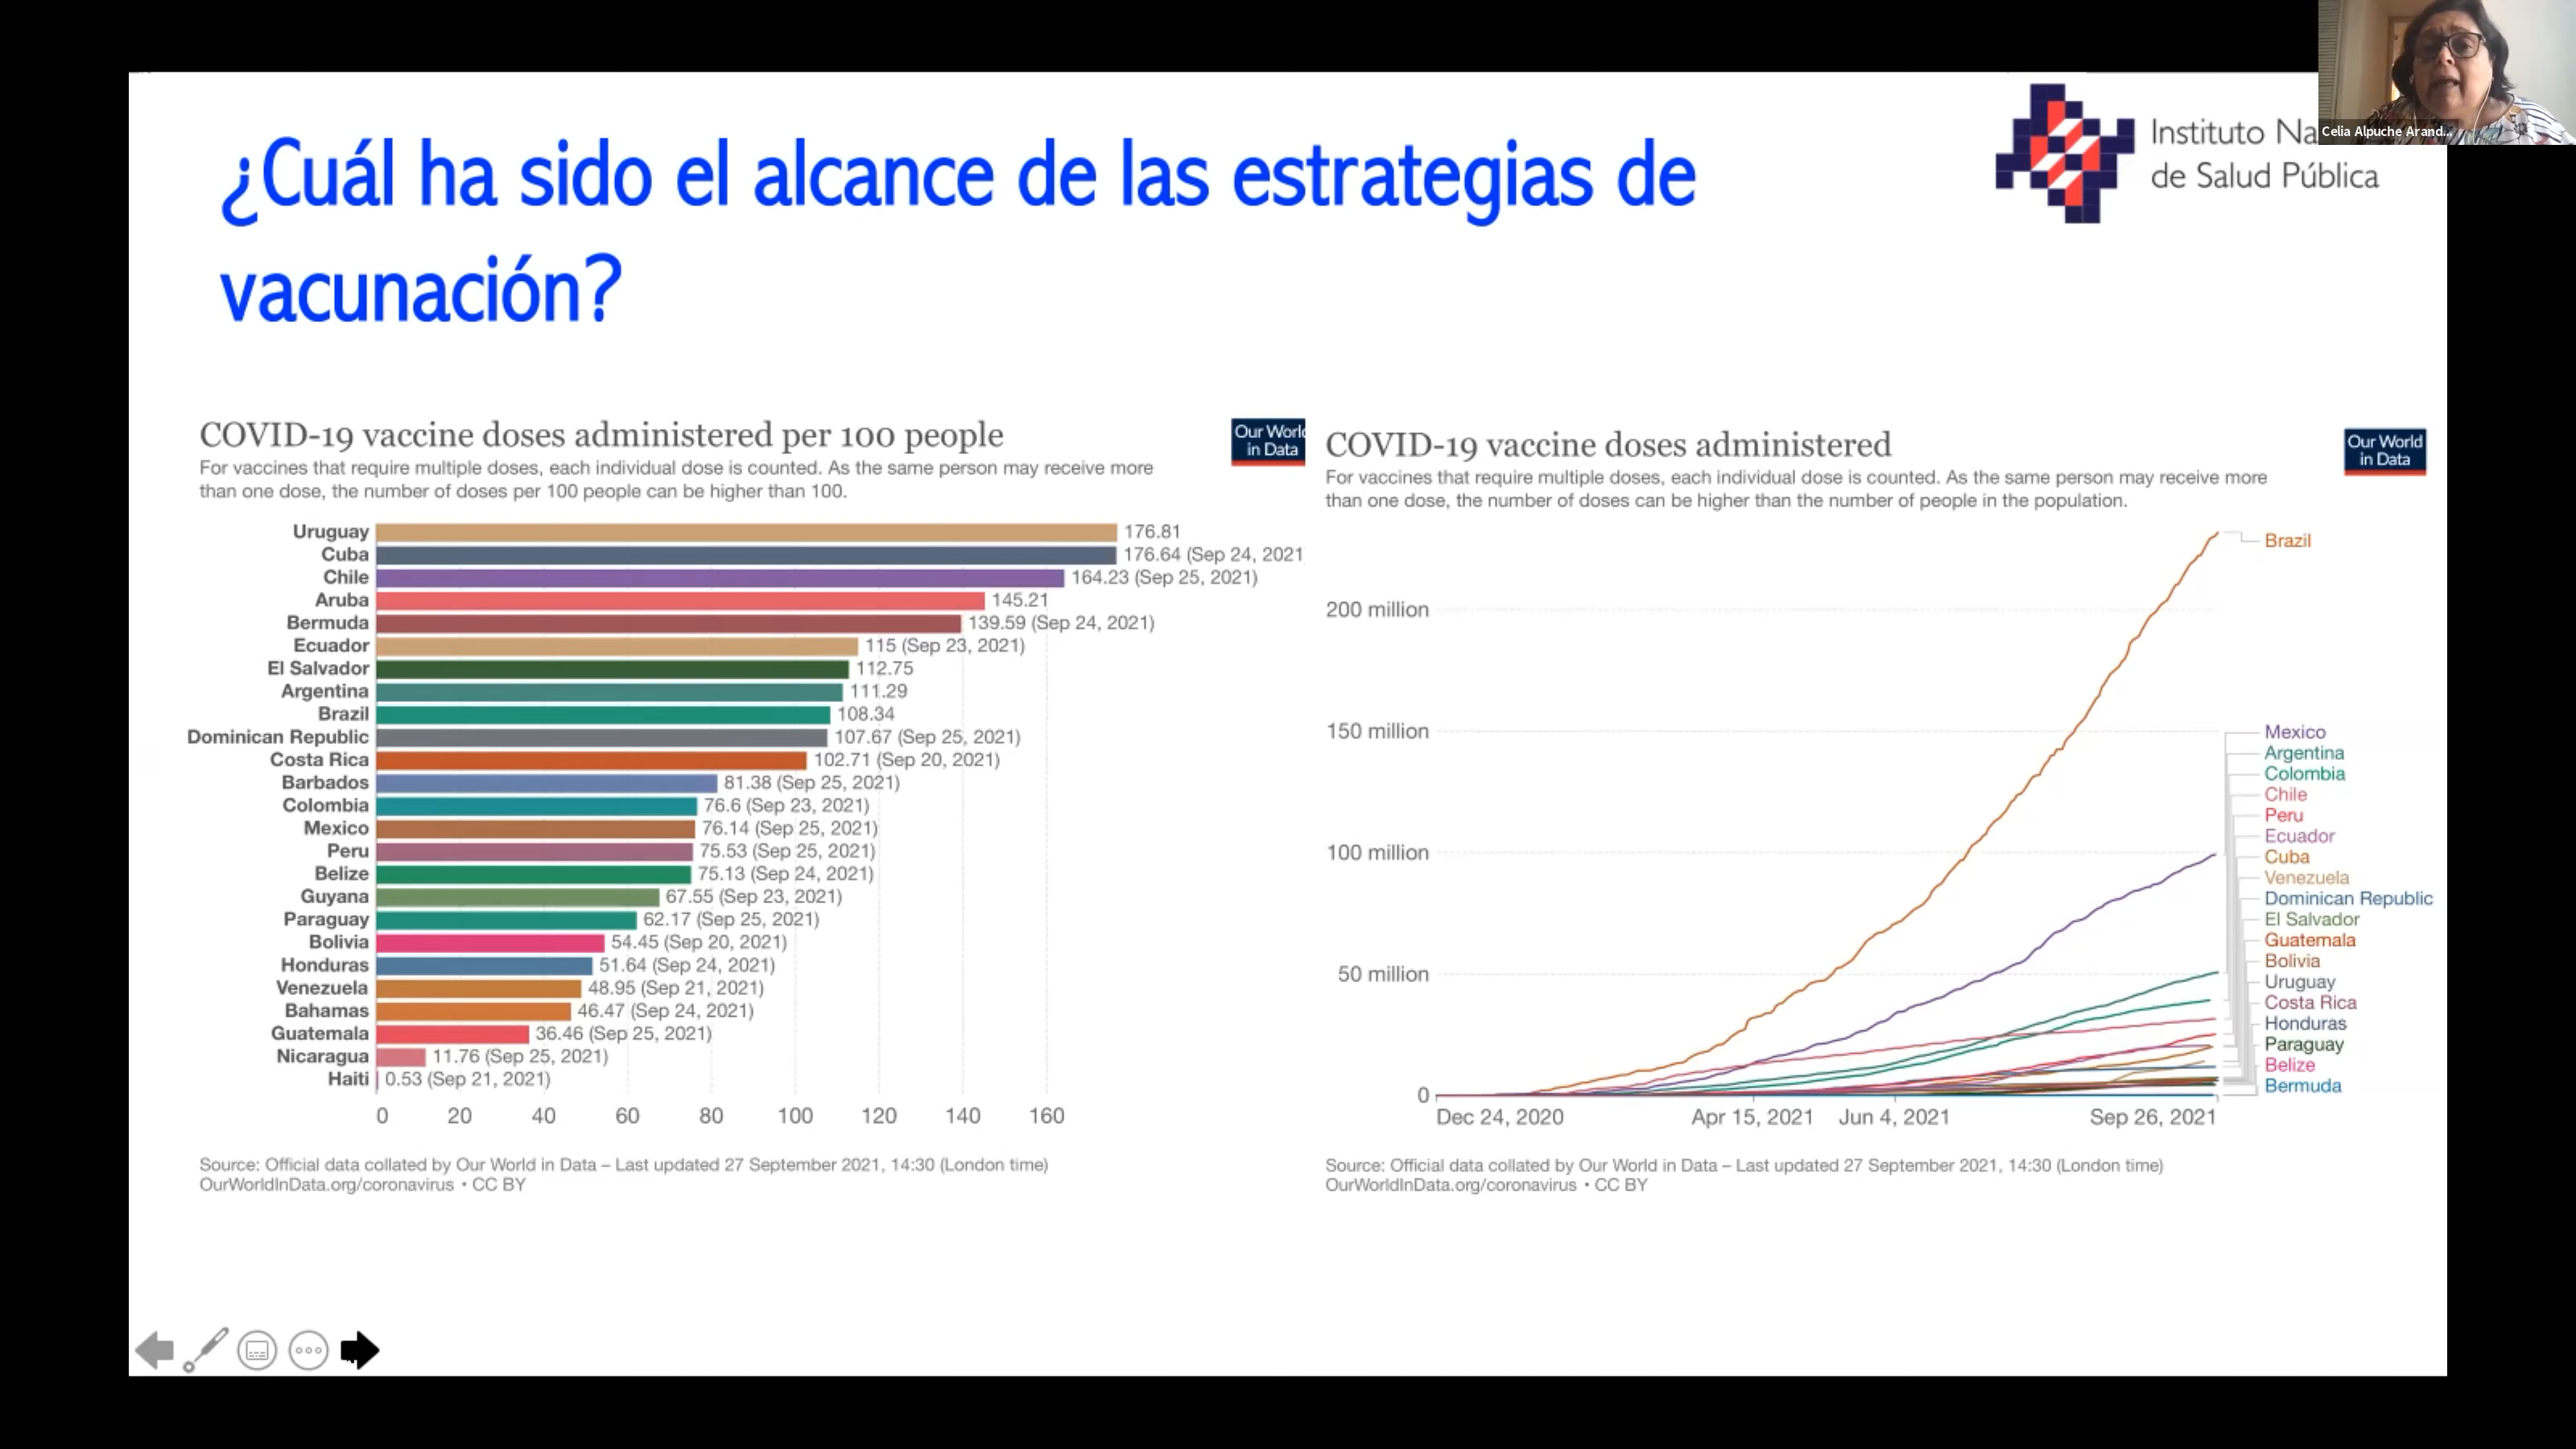 ¿Cuál ha sido el alcance de las estrategias de
vacunación?
Instituto Na
de Salud Pública
Celia Alpuche Arand...
COVID-19 vaccine doses administered per 100 people
For vaccines that require multiple doses, each individual dose is counted. As the same person may receive more
than one dose, the number of doses per 100 people can be higher than 100.
Our World
in Data
Uruguay 176.81
Cuba 176.64 (Sep 24, 2021
Chile 164.23 (Sep 25, 2021)
Aruba 145.21
Bermuda 139.59 (Sep 24, 2021)
Ecuador 115 (Sep 23, 2021)
El Salvador 112.75
Argentina 111.29
Brazil 108.34
Dominican Republic 107.67 (Sep 25, 2021)
Costa Rica 102.71 (Sep 20, 2021)
Barbados 81.38 (Sep 25, 2021)
Colombia 76.6 (Sep 23, 2021)
Mexico 76.14 (Sep 25, 2021)
Peru 75.53 (Sep 25, 2021)
Belize 75.13 (Sep 24, 2021)
Guyana 67.55 (Sep 23, 2021)
Paraguay 62.17 (Sep 25, 2021)
Bolivia 54.45 (Sep 20, 2021)
Honduras 51.64 (Sep 24, 2021)
Venezuela 48.95 (Sep 21, 2021)
Bahamas 46.47 (Sep 24, 2021)
Guatemala 36.46 (Sep 25, 2021)
Nicaragua 11.76 (Sep 25, 2021)
Haiti 0.53 (Sep 21, 2021)
0 20 40 60 80 100 120 140 160
Source: Official data collated by Our World in Data – Last updated 27 September 2021, 14:30 (London time)
OurWorldInData.org/coronavirus • CC BY
COVID-19 vaccine doses administered
For vaccines that require multiple doses, each individual dose is counted. As the same person may receive more
than one dose, the number of doses can be higher than the number of people in the population.
Our World
in Data
200 million
150 million
100 million
50 million
0
Dec 24, 2020 Apr 15, 2021 Jun 4, 2021 Sep 26, 2021
Brazil
Mexico
Argentina
Colombia
Chile
Peru
Ecuador
Cuba
Venezuela
Dominican Republic
El Salvador
Guatemala
Bolivia
Uruguay
Costa Rica
Honduras
Paraguay
Belize
Bermuda
Source: Official data collated by Our World in Data – Last updated 27 September 2021, 14:30 (London time)
OurWorldInData.org/coronavirus • CC BY